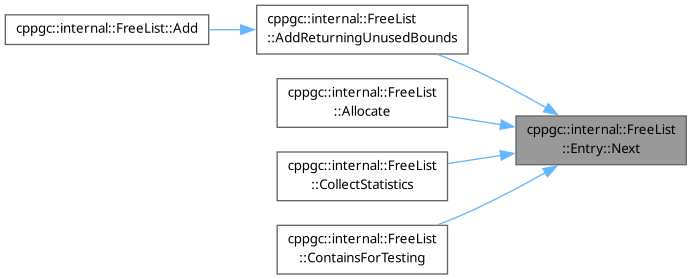 cppgc::internal::FreeList::Add
cppgc::internal::FreeList
::AddReturningUnusedBounds
cppgc::internal::FreeList
::Allocate
cppgc::internal::FreeList
::CollectStatistics
cppgc::internal::FreeList
::ContainsForTesting
cppgc::internal::FreeList
::Entry::Next